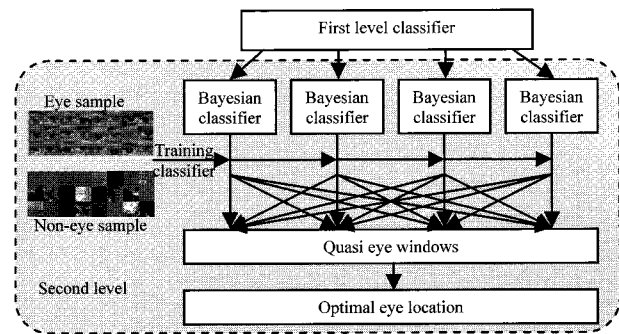 First level classifier
Eye sample
Bayesian
classifier
Bayesian
classifier
Bayesian
classifier
Bayesian
classifier
Training
classifier
Non-eye sample
Quasi eye windows
Second level
Optimal eye location